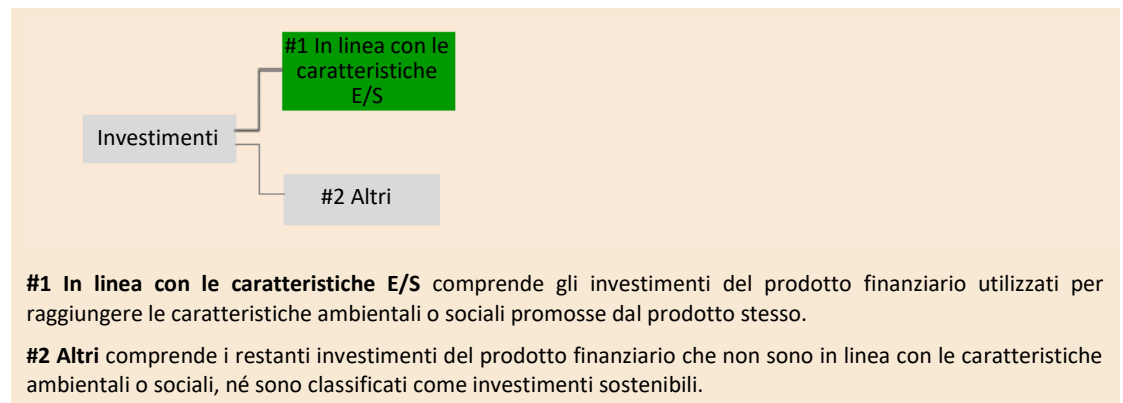 #1 In linea con le
caratteristiche
E/S
Investimenti
#2 Altri
#1 In linea con le caratteristiche E/S comprende gli investimenti del prodotto finanziario utilizzati per
raggiungere le caratteristiche ambientali o sociali promosse dal prodotto stesso.
#2 Altri comprende i restanti investimenti del prodotto finanziario che non sono in linea con le caratteristiche
ambientali o sociali, né sono classificati come investimenti sostenibili.